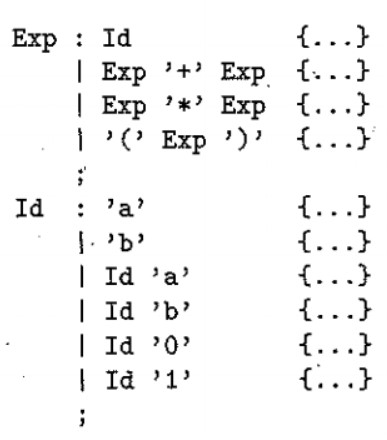 Exp : Id {...}
| Exp '+' Exp {...}
| Exp '*' Exp {...}
| '(' Exp ')' {...}
;
Id : 'a' {...}
| 'b' {...}
| Id 'a' {...}
| Id 'b' {...}
| Id '0' {...}
| Id '1' {...}
;